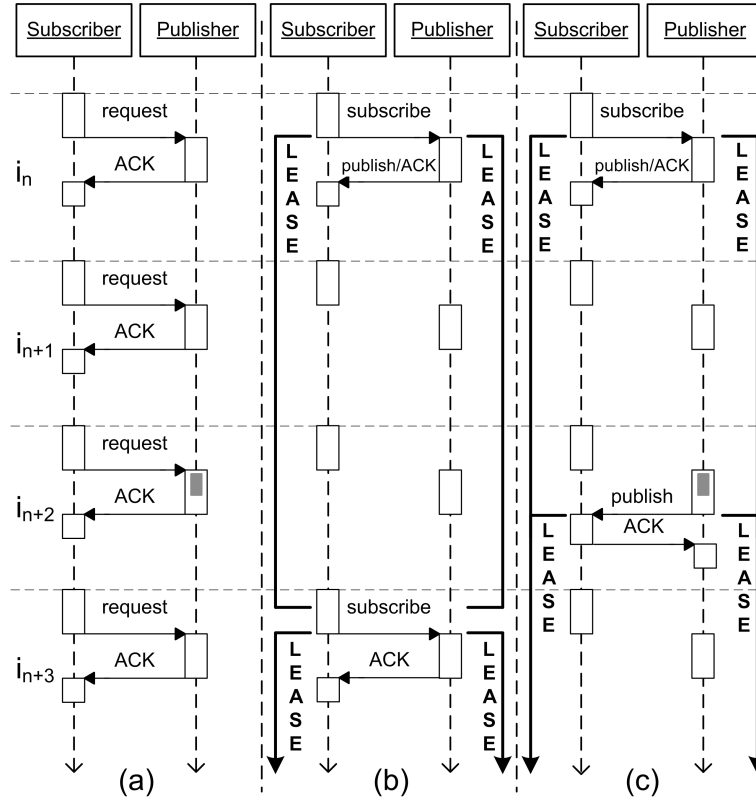 Subscriber Publisher Subscriber Publisher Subscriber Publisher
request subscribe subscribe
ACK publish/ACK publish/ACK
i_n
LEASE LEASE LEASE LEASE
request
ACK
i_n+1
request
ACK publish
i_n+2
ACK
LEASE LEASE
request subscribe
ACK ACK
i_n+3
LEASE LEASE
(a) (b) (c)